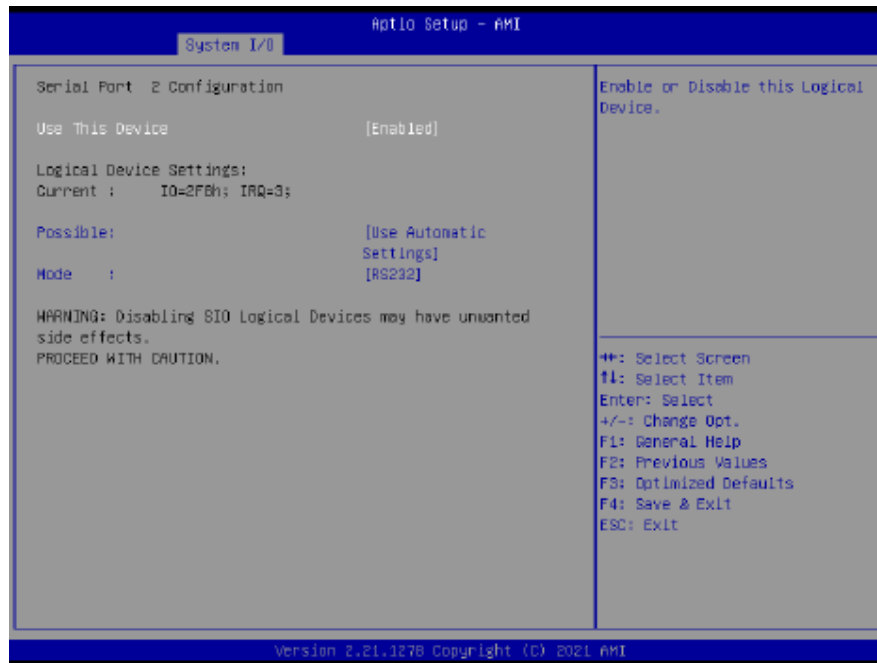 Aptio Setup - AMI
System I/O
Serial Port 2 Configuration
Use This Device [Enabled]
Logical Device Settings:
Current : IO=2F8h; IRQ=3;
Possible: [Use Automatic
Settings]
Mode : [RS232]
WARNING: Disabling SIO Logical Devices may have unwanted
side effects.
PROCEED WITH CAUTION.
Enable or Disable this Logical
Device.
→←: Select Screen
↑↓: Select Item
Enter: Select
+/-: Change Opt.
F1: General Help
F2: Previous Values
F3: Optimized Defaults
F4: Save & Exit
ESC: Exit
Version 2.21.1278 Copyright (C) 2021 AMI